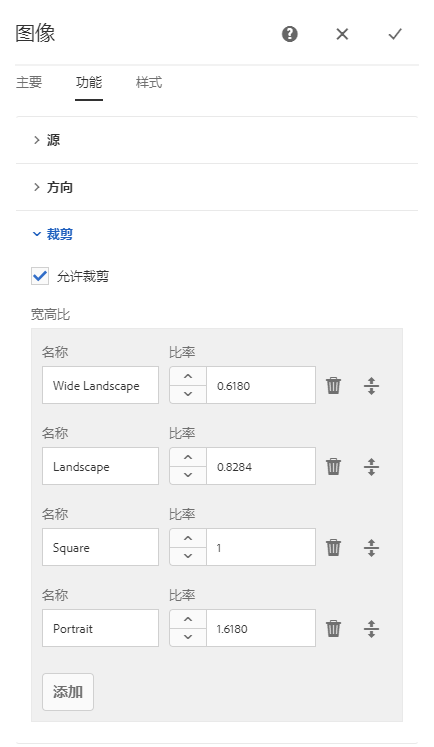 图像
主要 功能 样式
源
方向
裁剪
允许裁剪
宽高比
名称 比率
Wide Landscape 0.6180
名称 比率
Landscape 0.8284
名称 比率
Square 1
名称 比率
Portrait 1.6180
添加